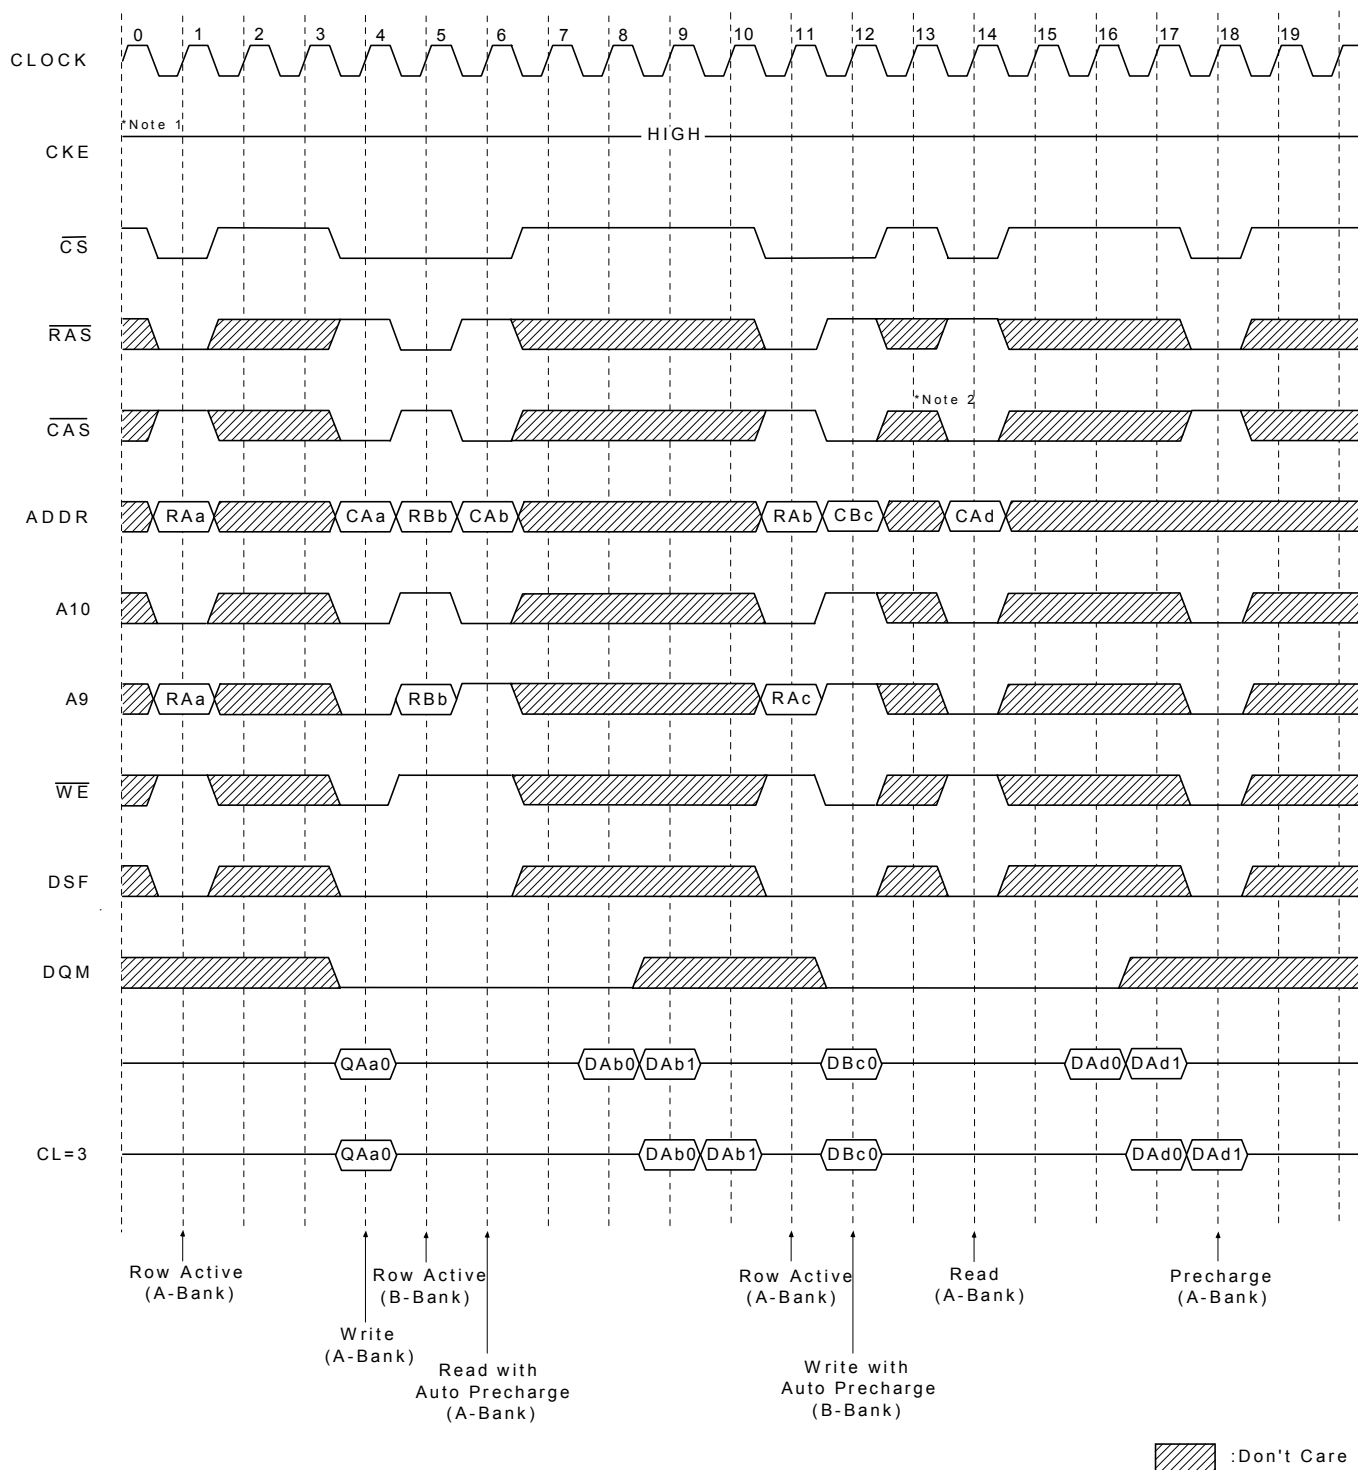 0 1 2 3 4 5 6 7 8 9 10 11 12 13 14 15 16 17 18 19
CLOCK
*Note 1
HIGH
CKE
CS
RAS
*Note 2
CAS
ADDR RAa CAa RBb CAb RAb CBc CAd
A10
A9 RAa RBb RAc
WE
DSF
DQM
QAa0 DAb0 DAb1 DBc0 DAd0 DAd1
CL=3 QAa0 DAb0 DAb1 DBc0 DAd0 DAd1
Row Active
(A-Bank)
Write
(A-Bank)
Row Active
(B-Bank)
Read with
Auto Precharge
(A-Bank)
Row Active
(A-Bank)
Write with
Auto Precharge
(B-Bank)
Read
(A-Bank)
Precharge
(A-Bank)
:Don't Care